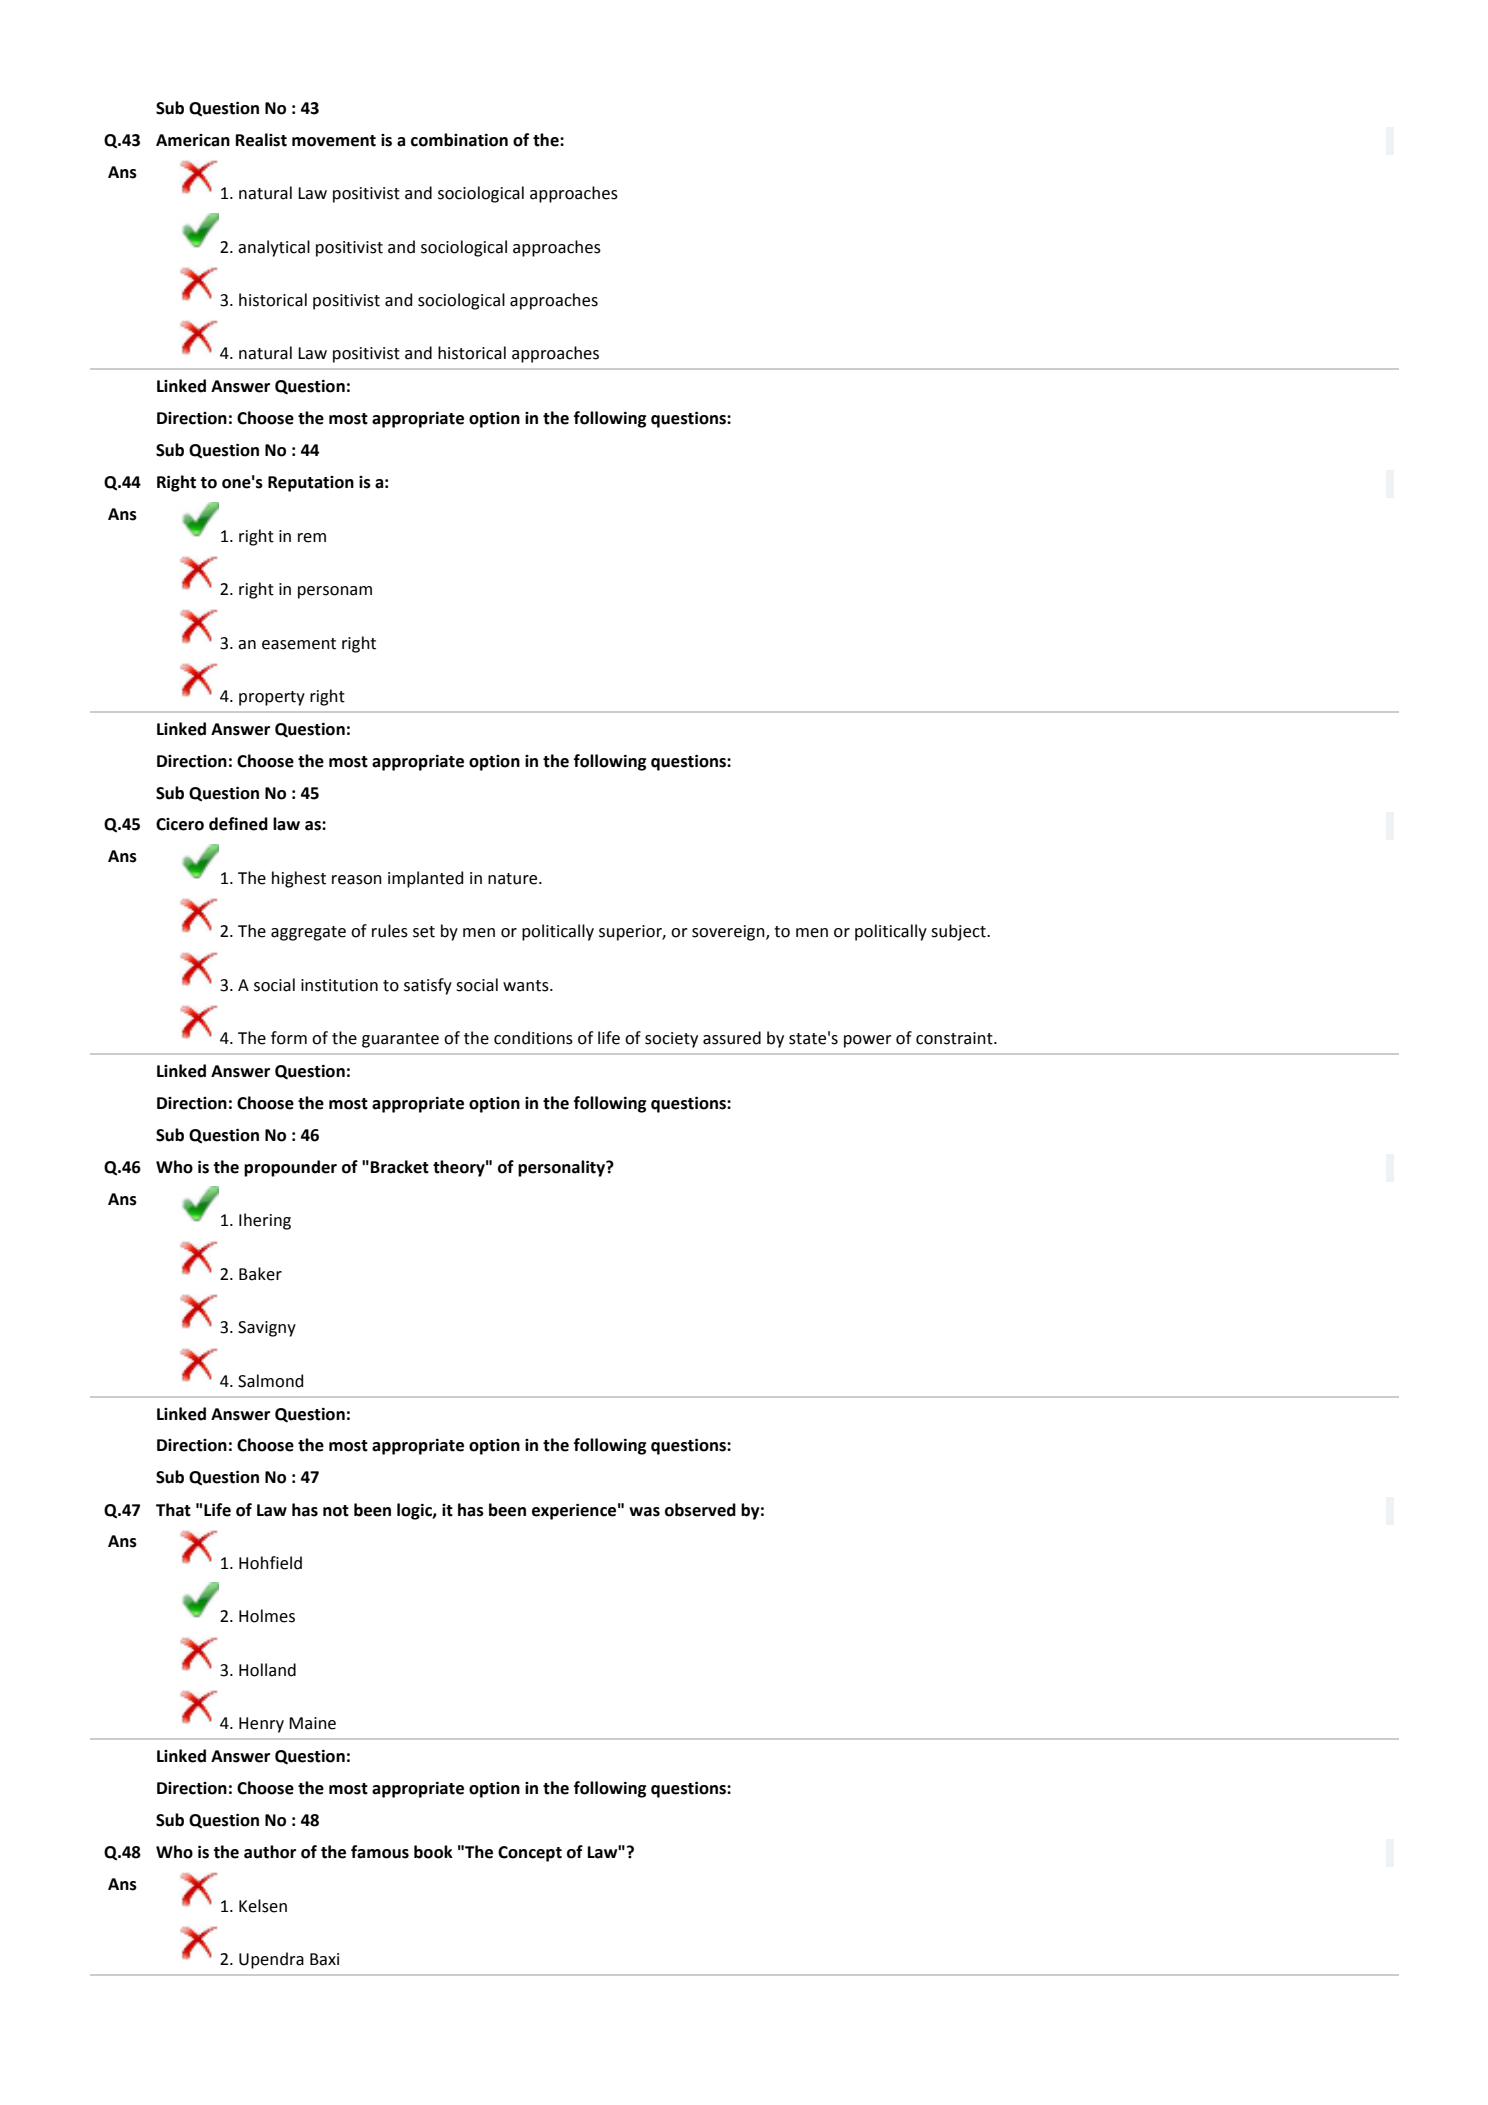 Sub Question No : 43
Q.43 American Realist movement is a combination of the:
Ans
1. natural Law positivist and sociological approaches
2. analytical positivist and sociological approaches
3. historical positivist and sociological approaches
4. natural Law positivist and historical approaches
Linked Answer Question:
Direction: Choose the most appropriate option in the following questions:
Sub Question No : 44
Q.44 Right to one's Reputation is a:
Ans
1. right in rem
2. right in personam
3. an easement right
4. property right
Linked Answer Question:
Direction: Choose the most appropriate option in the following questions:
Sub Question No : 45
Q.45 Cicero defined law as:
Ans
1. The highest reason implanted in nature.
2. The aggregate of rules set by men or politically superior, or sovereign, to men or politically subject.
3. A social institution to satisfy social wants.
4. The form of the guarantee of the conditions of life of society assured by state's power of constraint.
Linked Answer Question:
Direction: Choose the most appropriate option in the following questions:
Sub Question No : 46
Q.46 Who is the propounder of "Bracket theory" of personality?
Ans
1. Ihering
2. Baker
3. Savigny
4. Salmond
Linked Answer Question:
Direction: Choose the most appropriate option in the following questions:
Sub Question No : 47
Q.47 That "Life of Law has not been logic, it has been experience" was observed by:
Ans
1. Hohfield
2. Holmes
3. Holland
4. Henry Maine
Linked Answer Question:
Direction: Choose the most appropriate option in the following questions:
Sub Question No : 48
Q.48 Who is the author of the famous book "The Concept of Law"?
Ans
1. Kelsen
2. Upendra Baxi